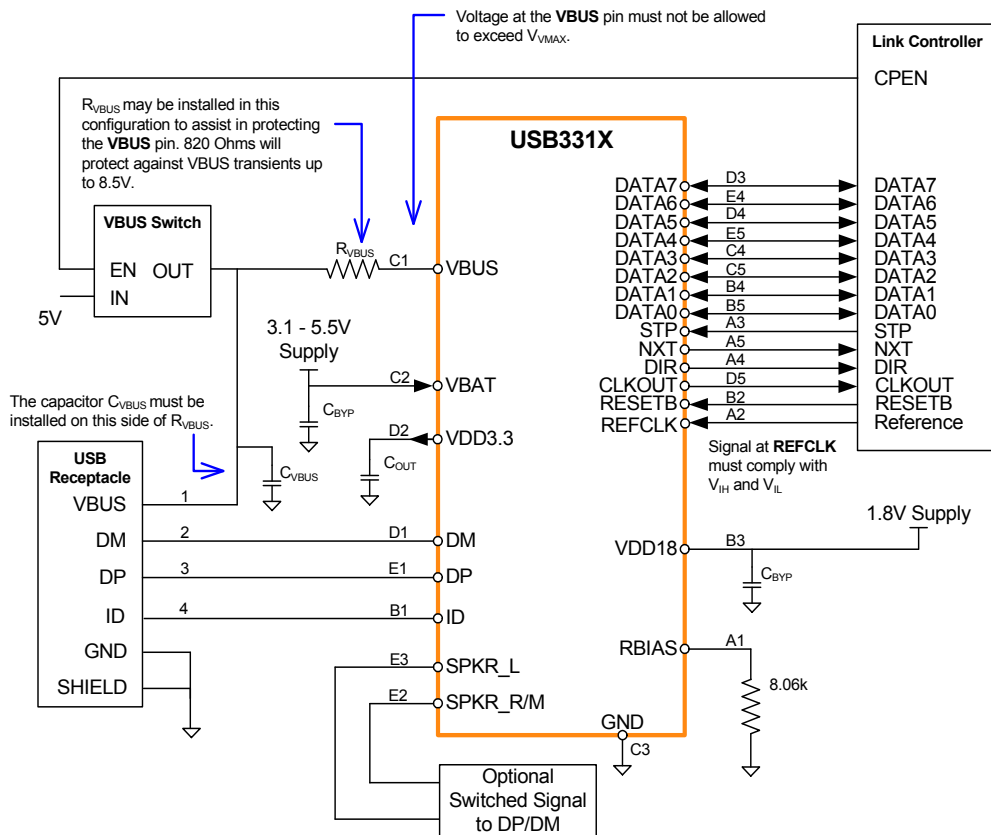 Voltage at the VBUS pin must not be allowed
to exceed VVMAX.
Link Controller
CPEN
RVBUS may be installed in this
configuration to assist in protecting
the VBUS pin. 820 Ohms will
protect against VBUS transients up
to 8.5V.
USB331X
VBUS Switch
EN OUT
IN
5V
RVBUS
C1
VBUS
DATA7 D3 DATA7
DATA6 E4 DATA6
DATA5 D4 DATA5
DATA4 E5 DATA4
DATA3 C4 DATA3
DATA2 C5 DATA2
DATA1 B4 DATA1
DATA0 B5 DATA0
STP A3 STP
NXT A5 NXT
DIR A4 DIR
CLKOUT D5 CLKOUT
RESETB B2 RESETB
REFCLK A2 Reference
3.1 - 5.5V
Supply
C2 VBAT
CBYP
D2 VDD3.3
COUT
Signal at REFCLK
must comply with
VIH and VIL
The capacitor CVBUS must be
installed on this side of RVBUS.
CVBUS
USB
Receptacle
VBUS 1
DM 2 D1 DM
DP 3 E1 DP
ID 4 B1 ID
GND
SHIELD
1.8V Supply
VDD18 B3
CBYP
RBIAS A1
8.06k
E3 SPKR_L
E2 SPKR_R/M
GND
C3
Optional
Switched Signal
to DP/DM